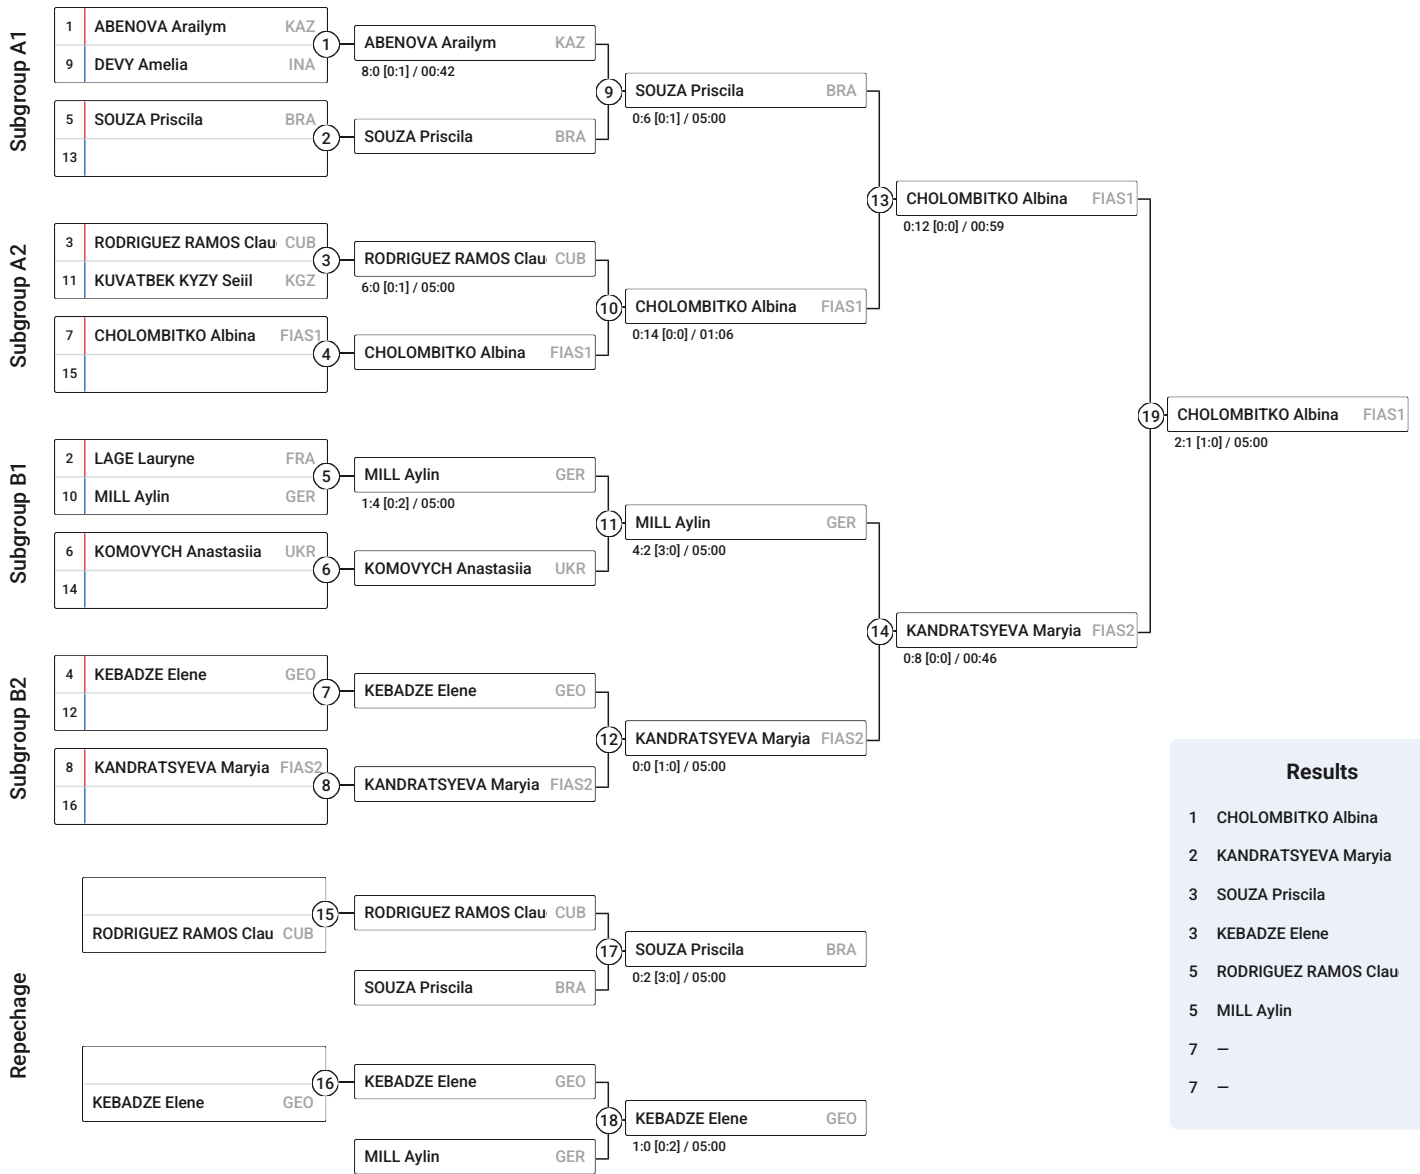 Subgroup A1
1 ABENOVA Arailym KAZ
9 DEVY Amelia INA
1
ABENOVA Arailym KAZ
8:0 [0:1] / 00:42
5 SOUZA Priscila BRA
13
2
SOUZA Priscila BRA
9
SOUZA Priscila BRA
0:6 [0:1] / 05:00
Subgroup A2
3 RODRIGUEZ RAMOS Clau CUB
11 KUVATBEK KYZY Seiil KGZ
3
RODRIGUEZ RAMOS Clau CUB
6:0 [0:1] / 05:00
7 CHOLOMBITKO Albina FIAS1
15
4
CHOLOMBITKO Albina FIAS1
10
CHOLOMBITKO Albina FIAS1
0:14 [0:0] / 01:06
13
CHOLOMBITKO Albina FIAS1
0:12 [0:0] / 00:59
Subgroup B1
2 LAGE Lauryne FRA
10 MILL Aylin GER
5
MILL Aylin GER
1:4 [0:2] / 05:00
6 KOMOVYCH Anastasiia UKR
14
6
KOMOVYCH Anastasiia UKR
11
MILL Aylin GER
4:2 [3:0] / 05:00
Subgroup B2
4 KEBADZE Elene GEO
12
7
KEBADZE Elene GEO
8 KANDRATSYEVA Maryia FIAS2
16
8
KANDRATSYEVA Maryia FIAS2
12
KANDRATSYEVA Maryia FIAS2
0:0 [1:0] / 05:00
14
KANDRATSYEVA Maryia FIAS2
0:8 [0:0] / 00:46
19
CHOLOMBITKO Albina FIAS1
2:1 [1:0] / 05:00
Repechage
RODRIGUEZ RAMOS Clau CUB
15
RODRIGUEZ RAMOS Clau CUB
SOUZA Priscila BRA
17
SOUZA Priscila BRA
0:2 [3:0] / 05:00
KEBADZE Elene GEO
16
KEBADZE Elene GEO
MILL Aylin GER
18
KEBADZE Elene GEO
1:0 [0:2] / 05:00
Results
1 CHOLOMBITKO Albina
2 KANDRATSYEVA Maryia
3 SOUZA Priscila
3 KEBADZE Elene
5 RODRIGUEZ RAMOS Clau
5 MILL Aylin
7 —
7 —